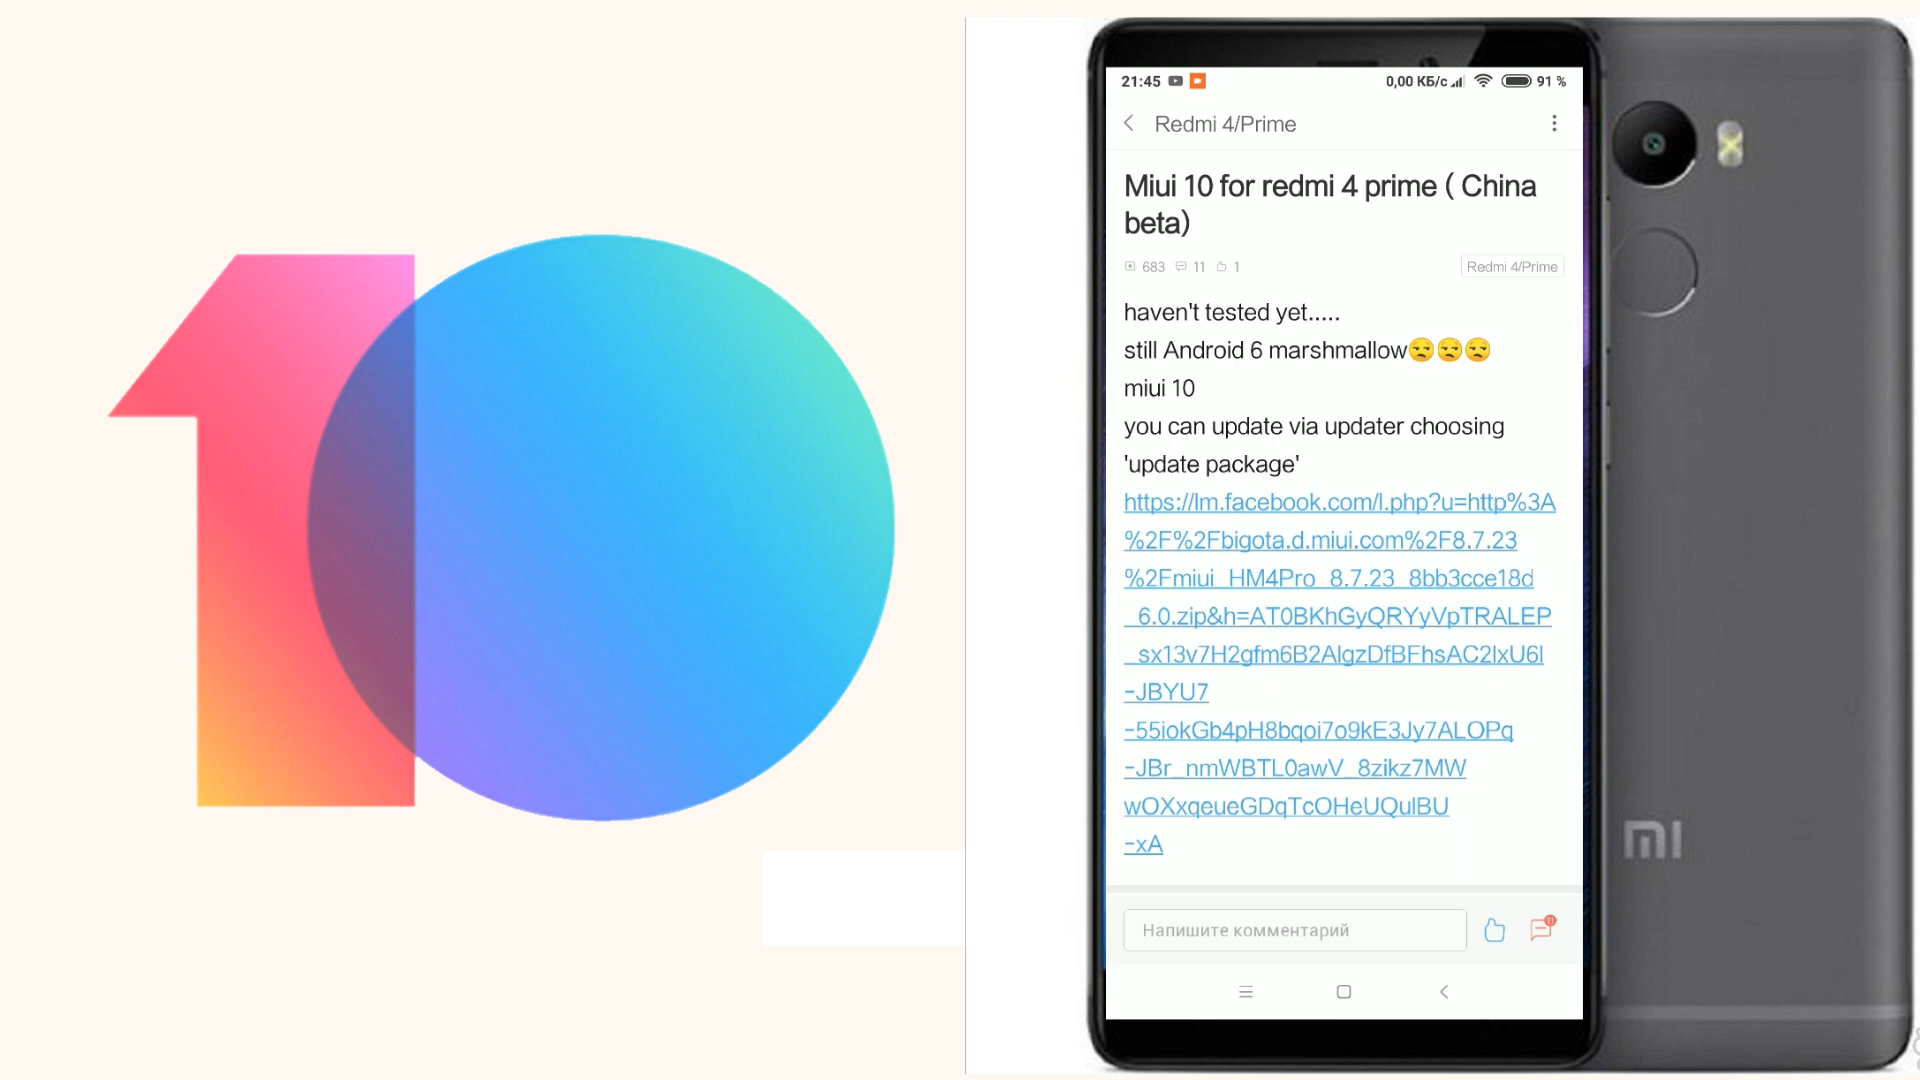 10
21:45 0,00 КБ/с 91 %
Redmi 4/Prime
Miui 10 for redmi 4 prime ( China
beta)
683 11 1 Redmi 4/Prime
haven't tested yet.....
still Android 6 marshmallow😒😒😒
miui 10
you can update via updater choosing
'update package'
https://lm.facebook.com/l.php?u=http%3A
%2F%2Fbigota.d.miui.com%2F8.7.23
%2Fmiui_HM4Pro_8.7.23_8bb3cce18d
_6.0.zip&h=AT0BKhGyQRYyVpTRALEP
_sx13v7H2gfm6B2AlgzDfBFhsAC2lxU6l
-JBYU7
-55iokGb4pH8bqoi7o9kE3Jy7ALOPq
-JBr_nmWBTL0awV_8zikz7MW
wOXxqeueGDqTcOHeUQulBU
-xA
Напишите комментарий
11
MI